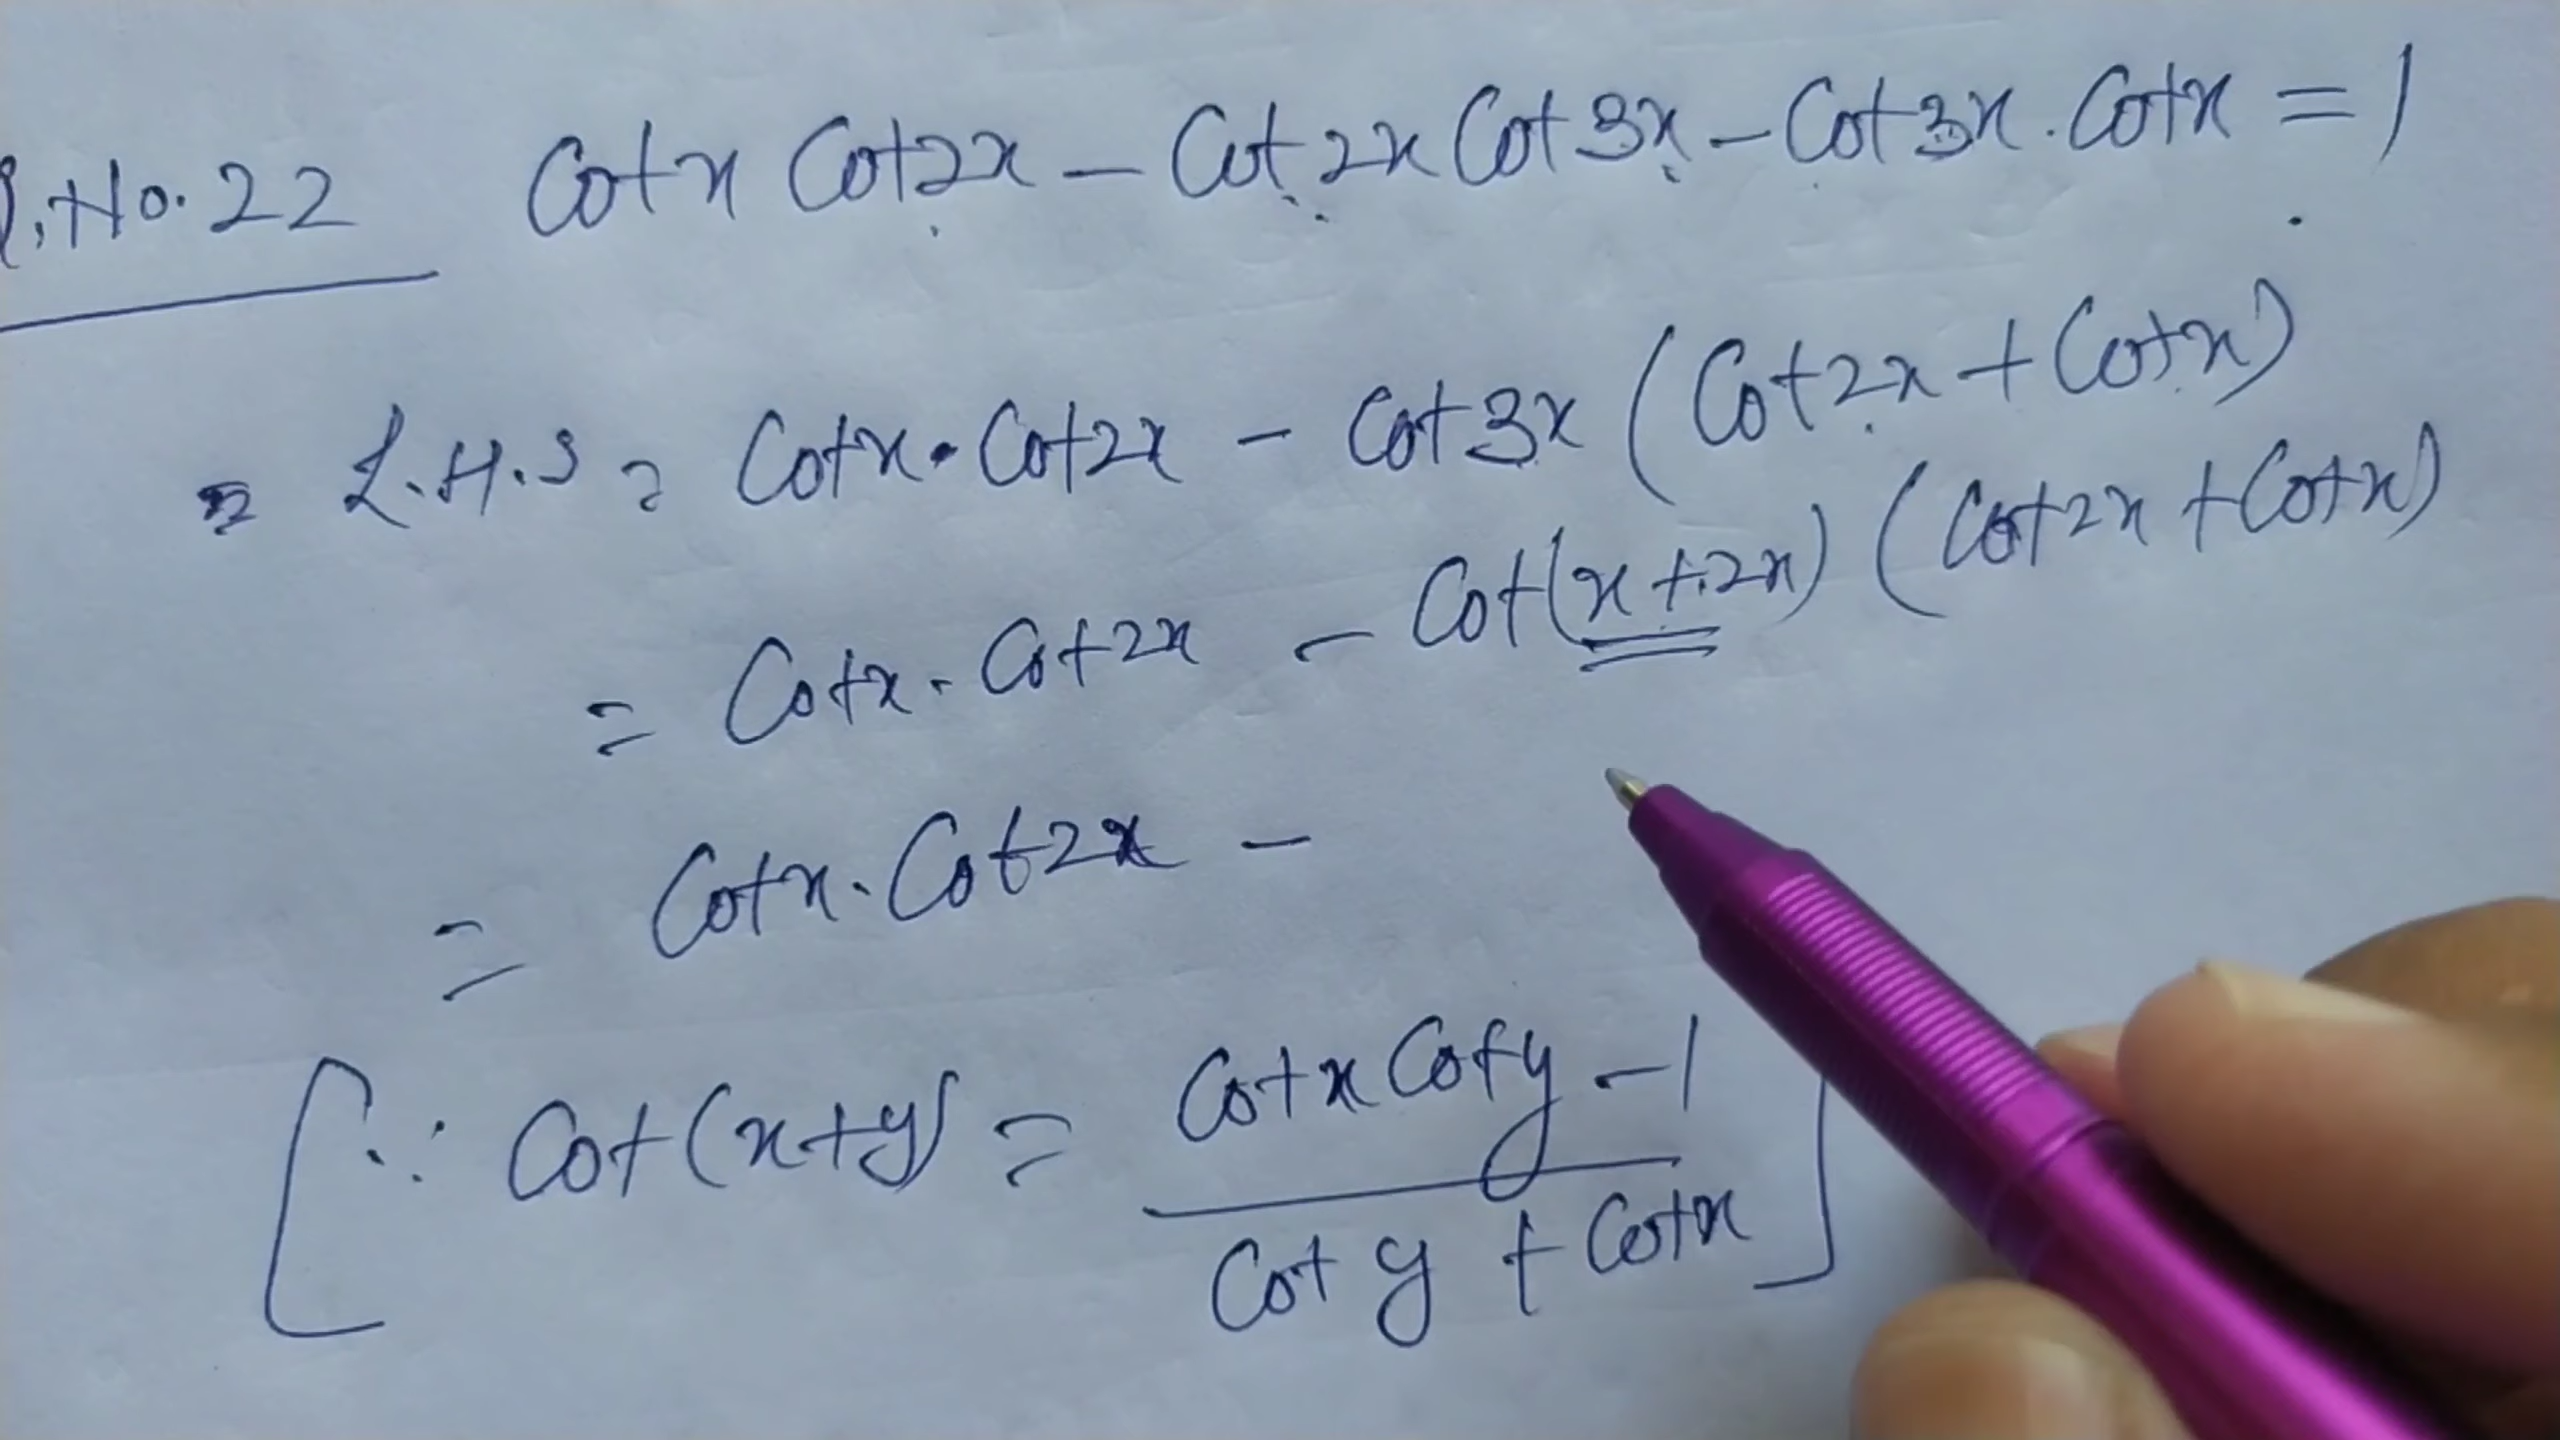 Q.No.22 Cotx Cot2x - Cot2x Cot3x - Cot3x . Cotx = 1
= L.H.S = Cotx . Cot2x - Cot3x (Cot2x + Cotx)
= Cotx . Cot2x - Cot(x+2x) (Cot2x + Cotx)
= Cotx . Cot2x -
[∵ Cot(x+y) = Cotx Coty - 1
Cot y + Cotx]